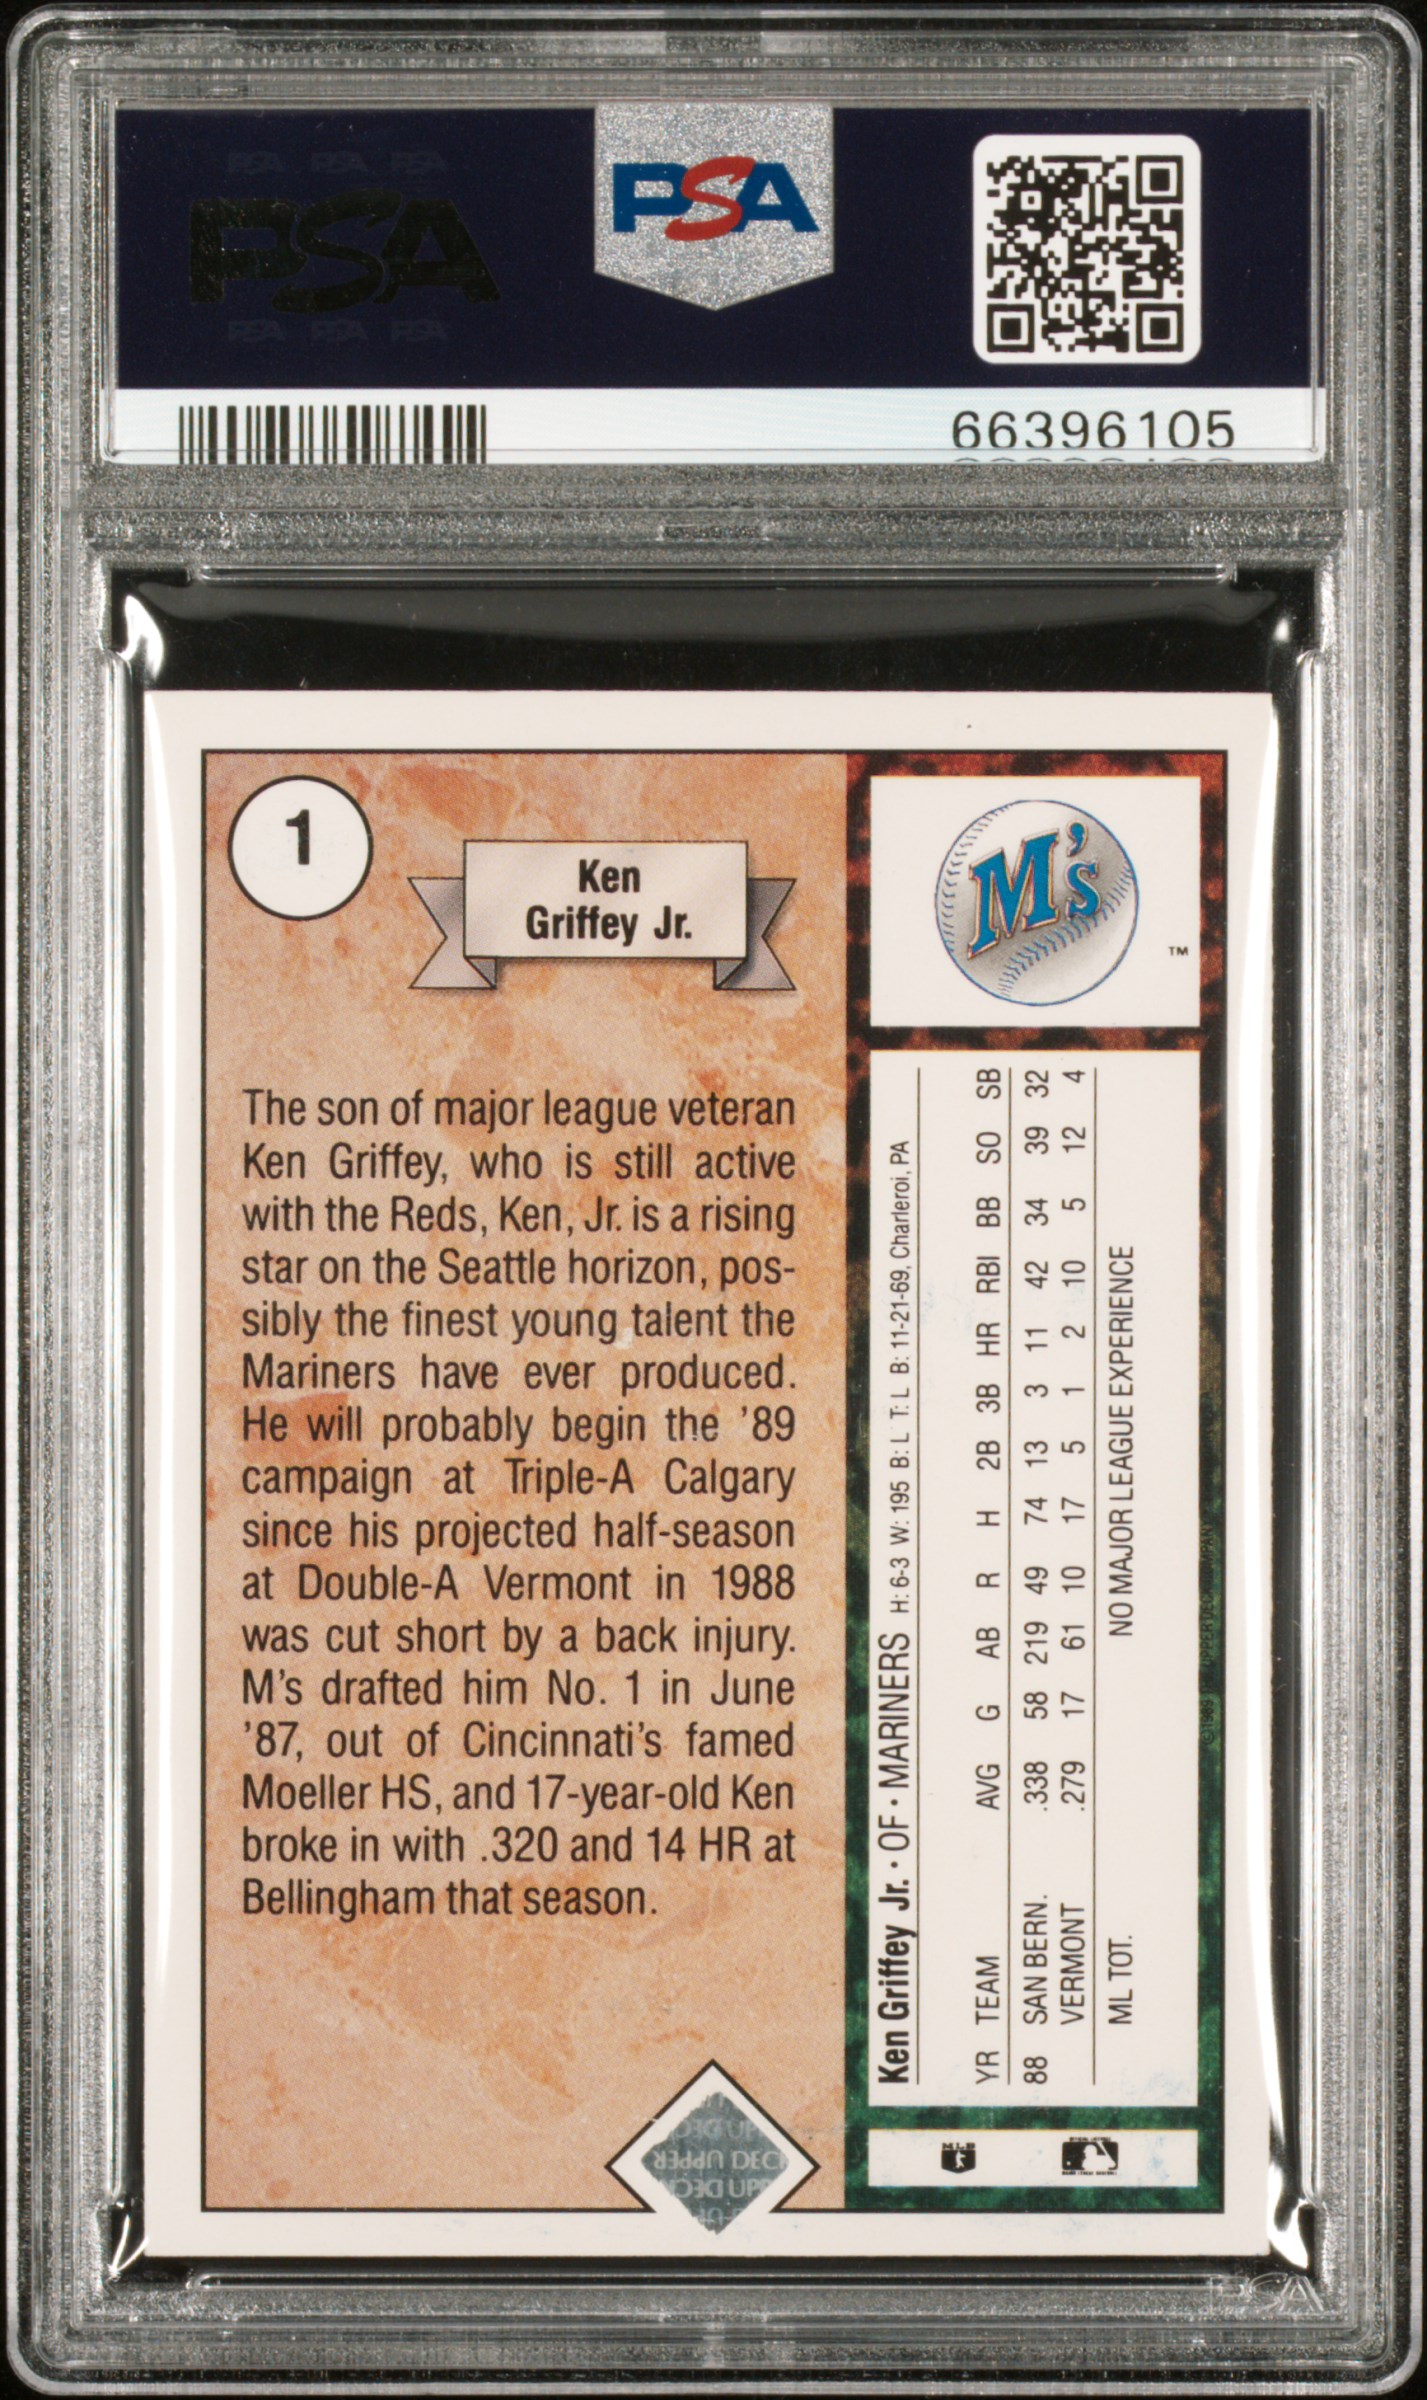 PSA PSA PSA
PSA
PSA PSA PSA
PSA
66396105
1
Ken
Griffey Jr.
The son of major league veteran
Ken Griffey, who is still active
with the Reds, Ken, Jr. is a rising
star on the Seattle horizon, pos-
sibly the finest young talent the
Mariners have ever produced.
He will probably begin the '89
campaign at Triple-A Calgary
since his projected half-season
at Double-A Vermont in 1988
was cut short by a back injury.
M's drafted him No. 1 in June
'87, out of Cincinnati's famed
Moeller HS, and 17-year-old Ken
broke in with .320 and 14 HR at
Bellingham that season.
M's
TM
Ken Griffey Jr. • OF • MARINERS H: 6-3 W: 195 B: L T: L B: 11-21-69, Charleroi, PA
YR TEAM AVG G AB R H 2B 3B HR RBI BB SO SB
88 SAN BERN. .338 58 219 49 74 13 3 11 42 34 39 32
VERMONT .279 17 61 10 17 5 1 2 10 5 12 4
ML TOT. NO MAJOR LEAGUE EXPERIENCE
UPPER DECK
PSA